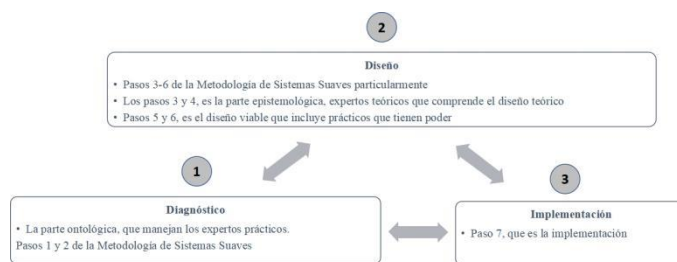 2
Diseño
• Pasos 3-6 de la Metodología de Sistemas Suaves particularmente
• Los pasos 3 y 4, es la parte epistemológica, expertos teóricos que comprende el diseño teórico
• Pasos 5 y 6, es el diseño viable que incluye prácticos que tienen poder
1
Diagnóstico
• La parte ontológica, que manejan los expertos prácticos.
Pasos 1 y 2 de la Metodología de Sistemas Suaves
3
Implementación
• Paso 7, que es la implementación